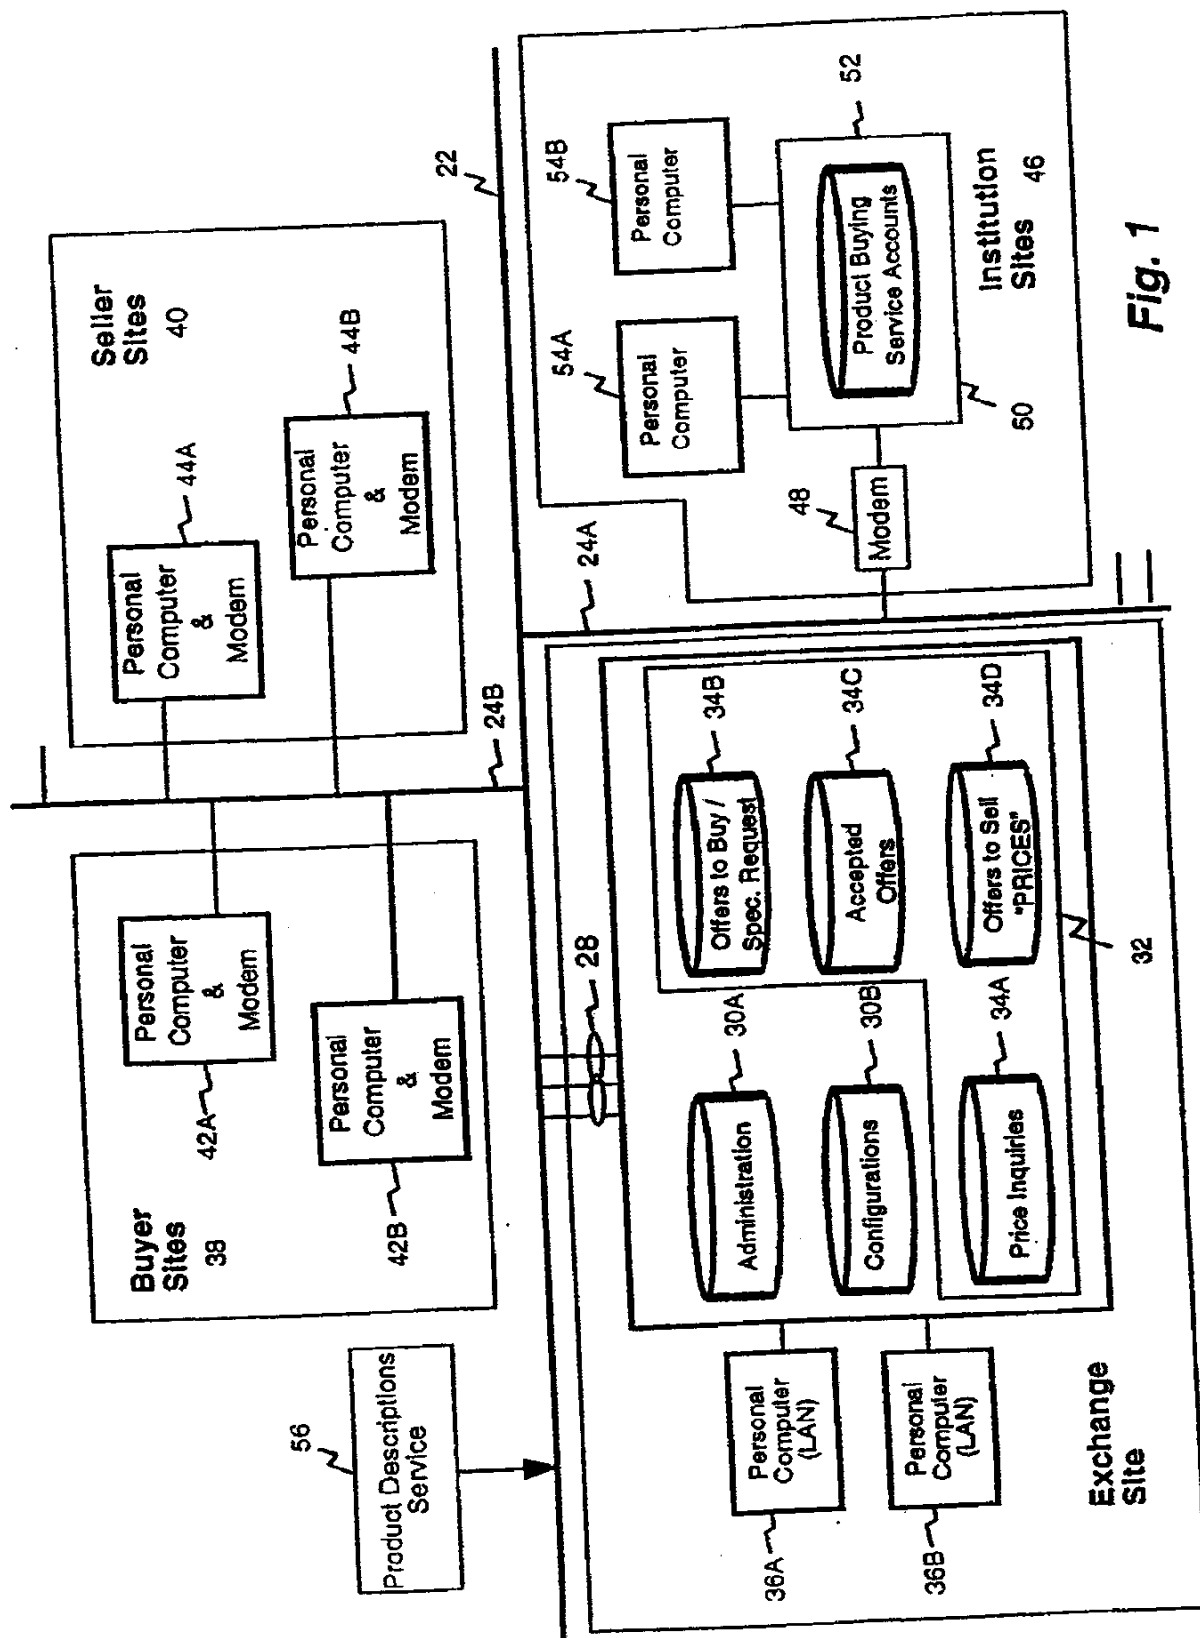 56
Product Descriptions
Service
Buyer
Sites
38
42A
Personal
Computer
&
Modem
42B
Personal
Computer
&
Modem
Seller
Sites
40
44A
Personal
Computer
&
Modem
44B
Personal
Computer
&
Modem
24B
22
28
24A
36A
Personal
Computer
(LAN)
36B
Personal
Computer
(LAN)
Exchange
Site
30A
Administration
30B
Configurations
34A
Price Inquiries
34B
Offers to Buy /
Spec. Request
34C
Accepted
Offers
34D
Offers to Sell
"PRICES"
32
54A
Personal
Computer
54B
Personal
Computer
52
Product Buying
Service Accounts
50
48
Modem
Institution
Sites
46
Fig. 1